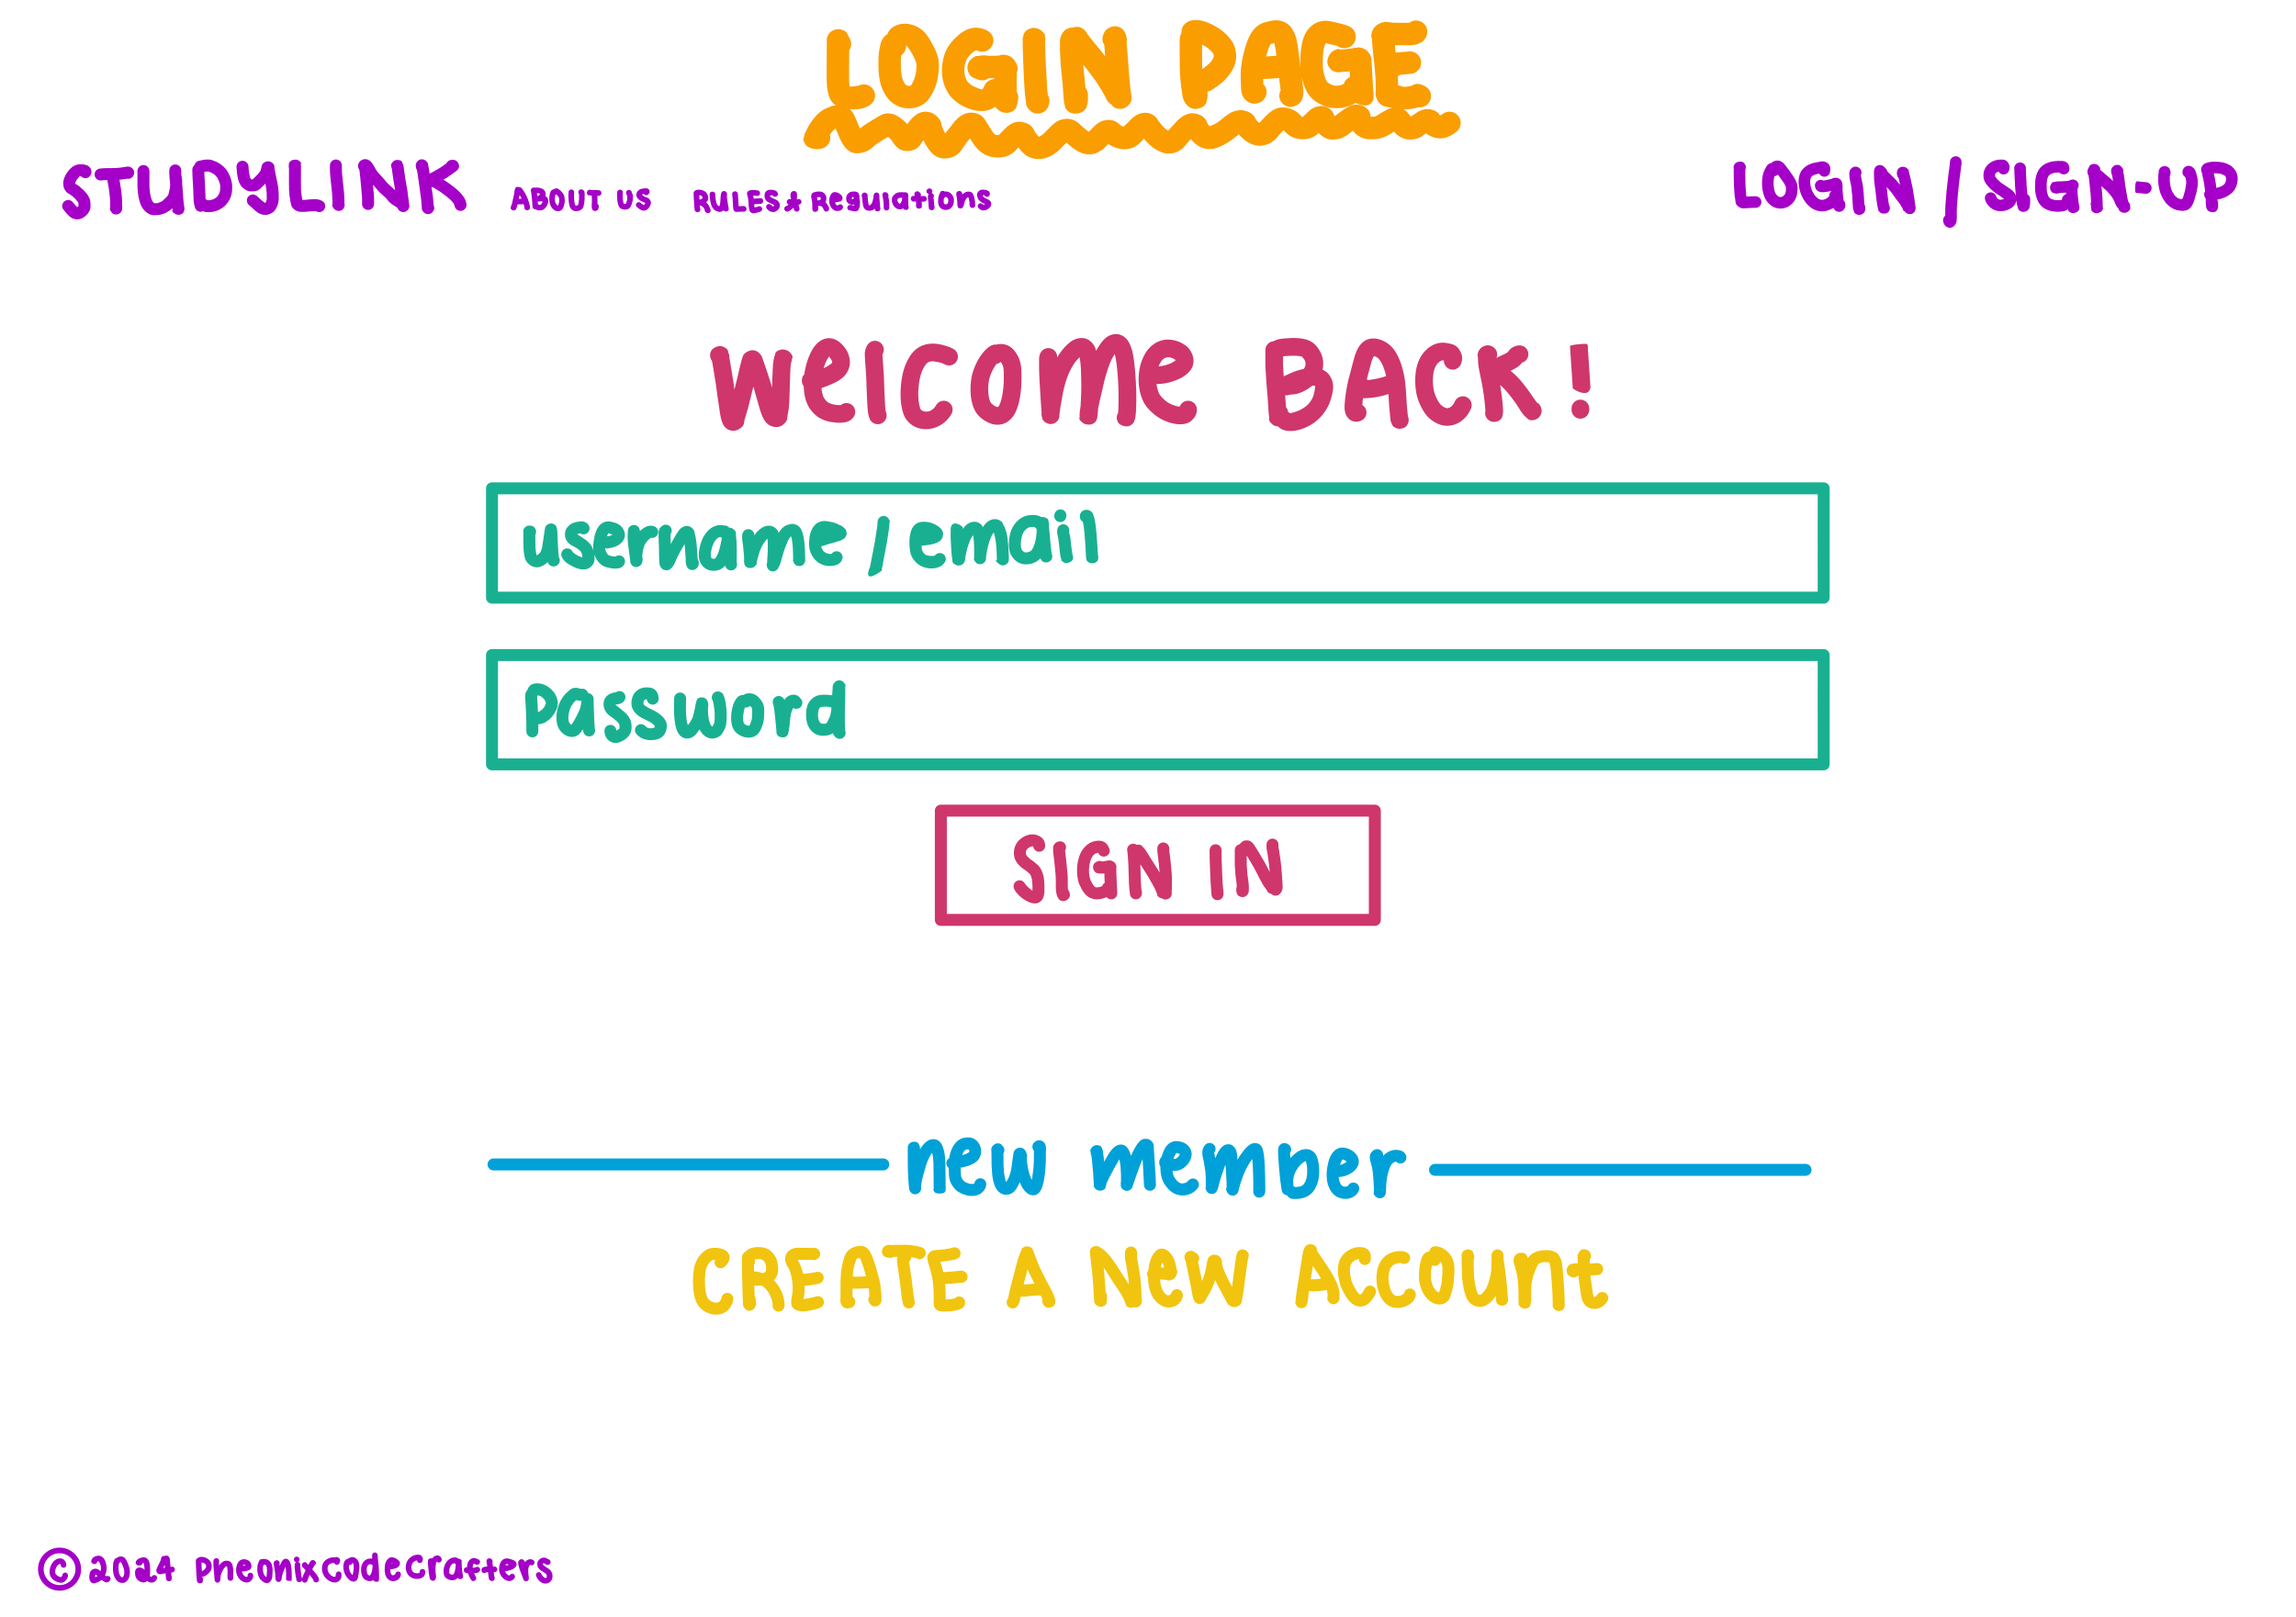 LOGIN PAGE
STUDYLINK ABOUT US RULES+REGUlAtiONS LOGIN / SIGN-UP
Welcome BACK!
username / email
Password
SIGN IN
new member
CREATE A NeW ACCOUNt
© 2024 PHOENixcodeCRAfteRS